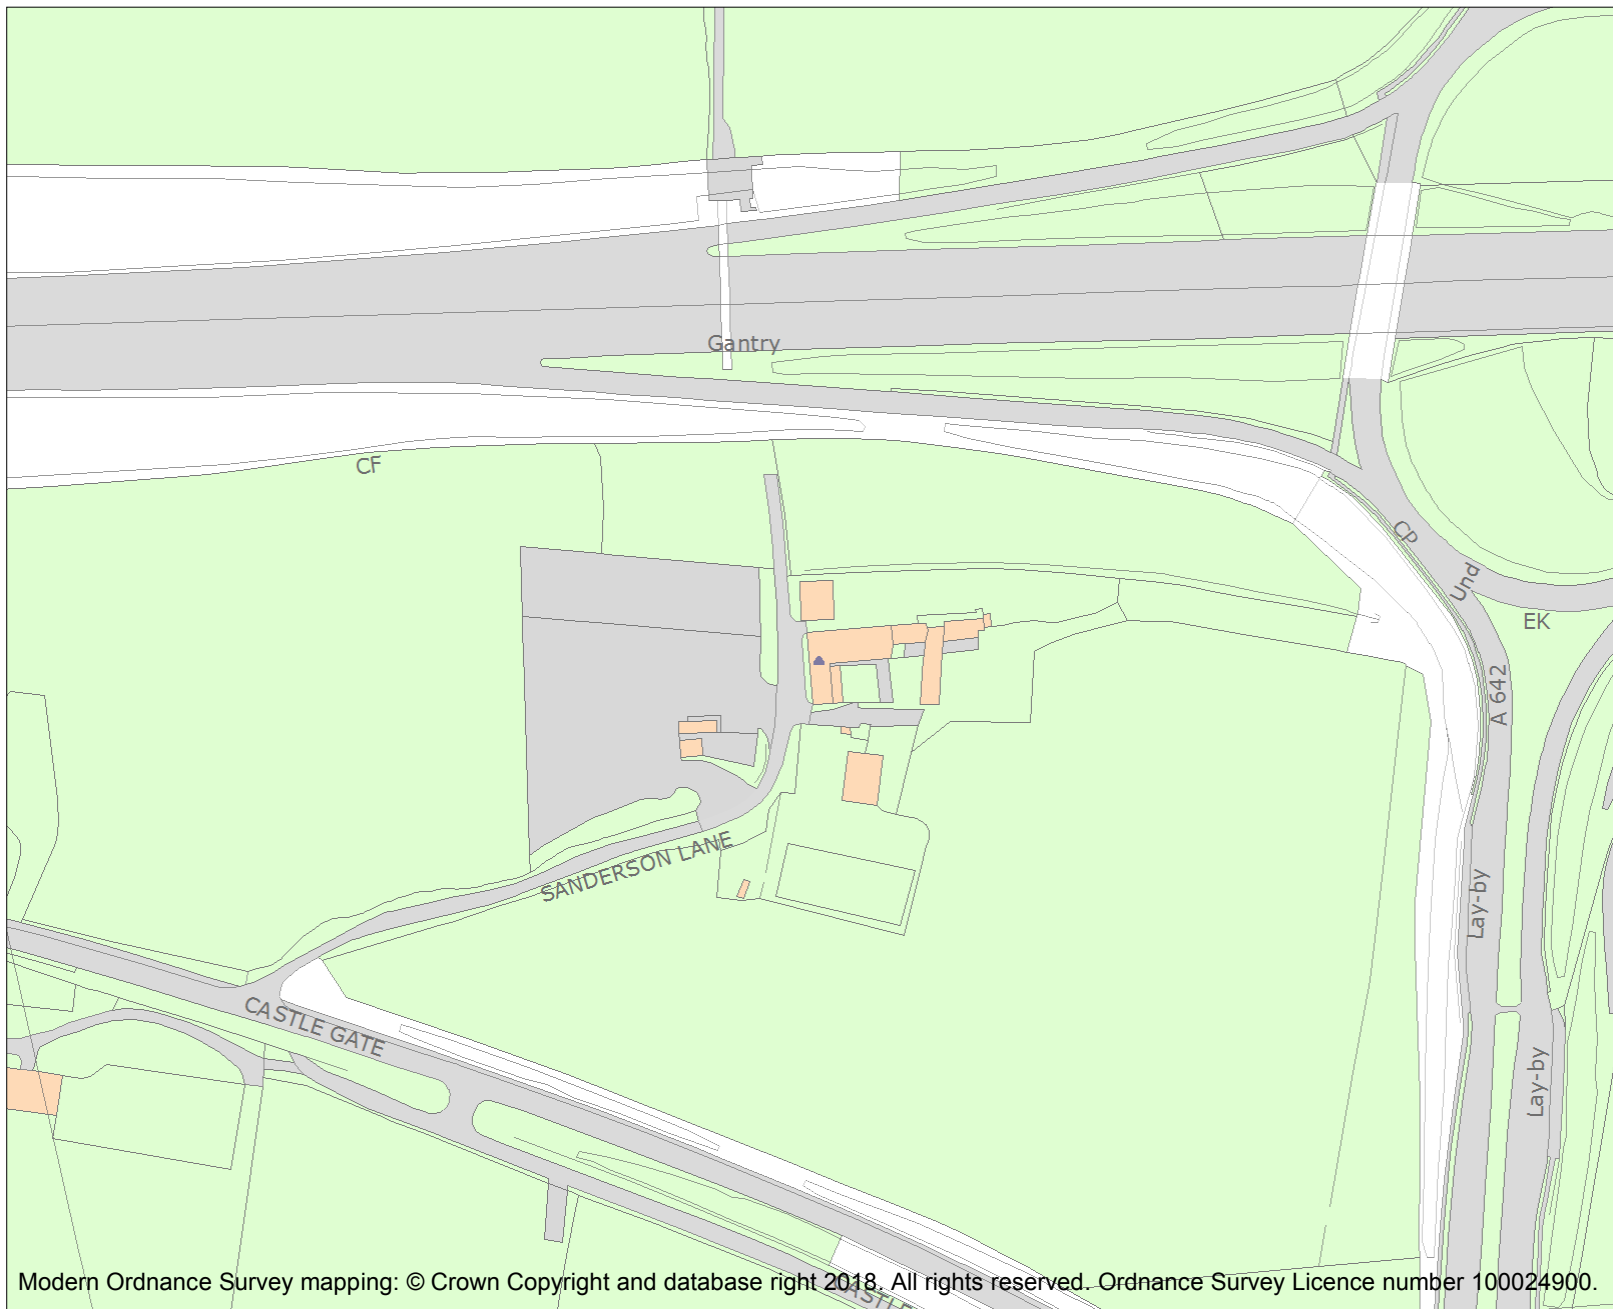 Gantry
CF
CP
Und
EK
A 642
SANDERSON LANE
Lay-by
CASTLE GATE
Lay-by
Modern Ordnance Survey mapping: © Crown Copyright and database right 2018. All rights reserved. Ordnance Survey Licence number 100024900.
CASTLE